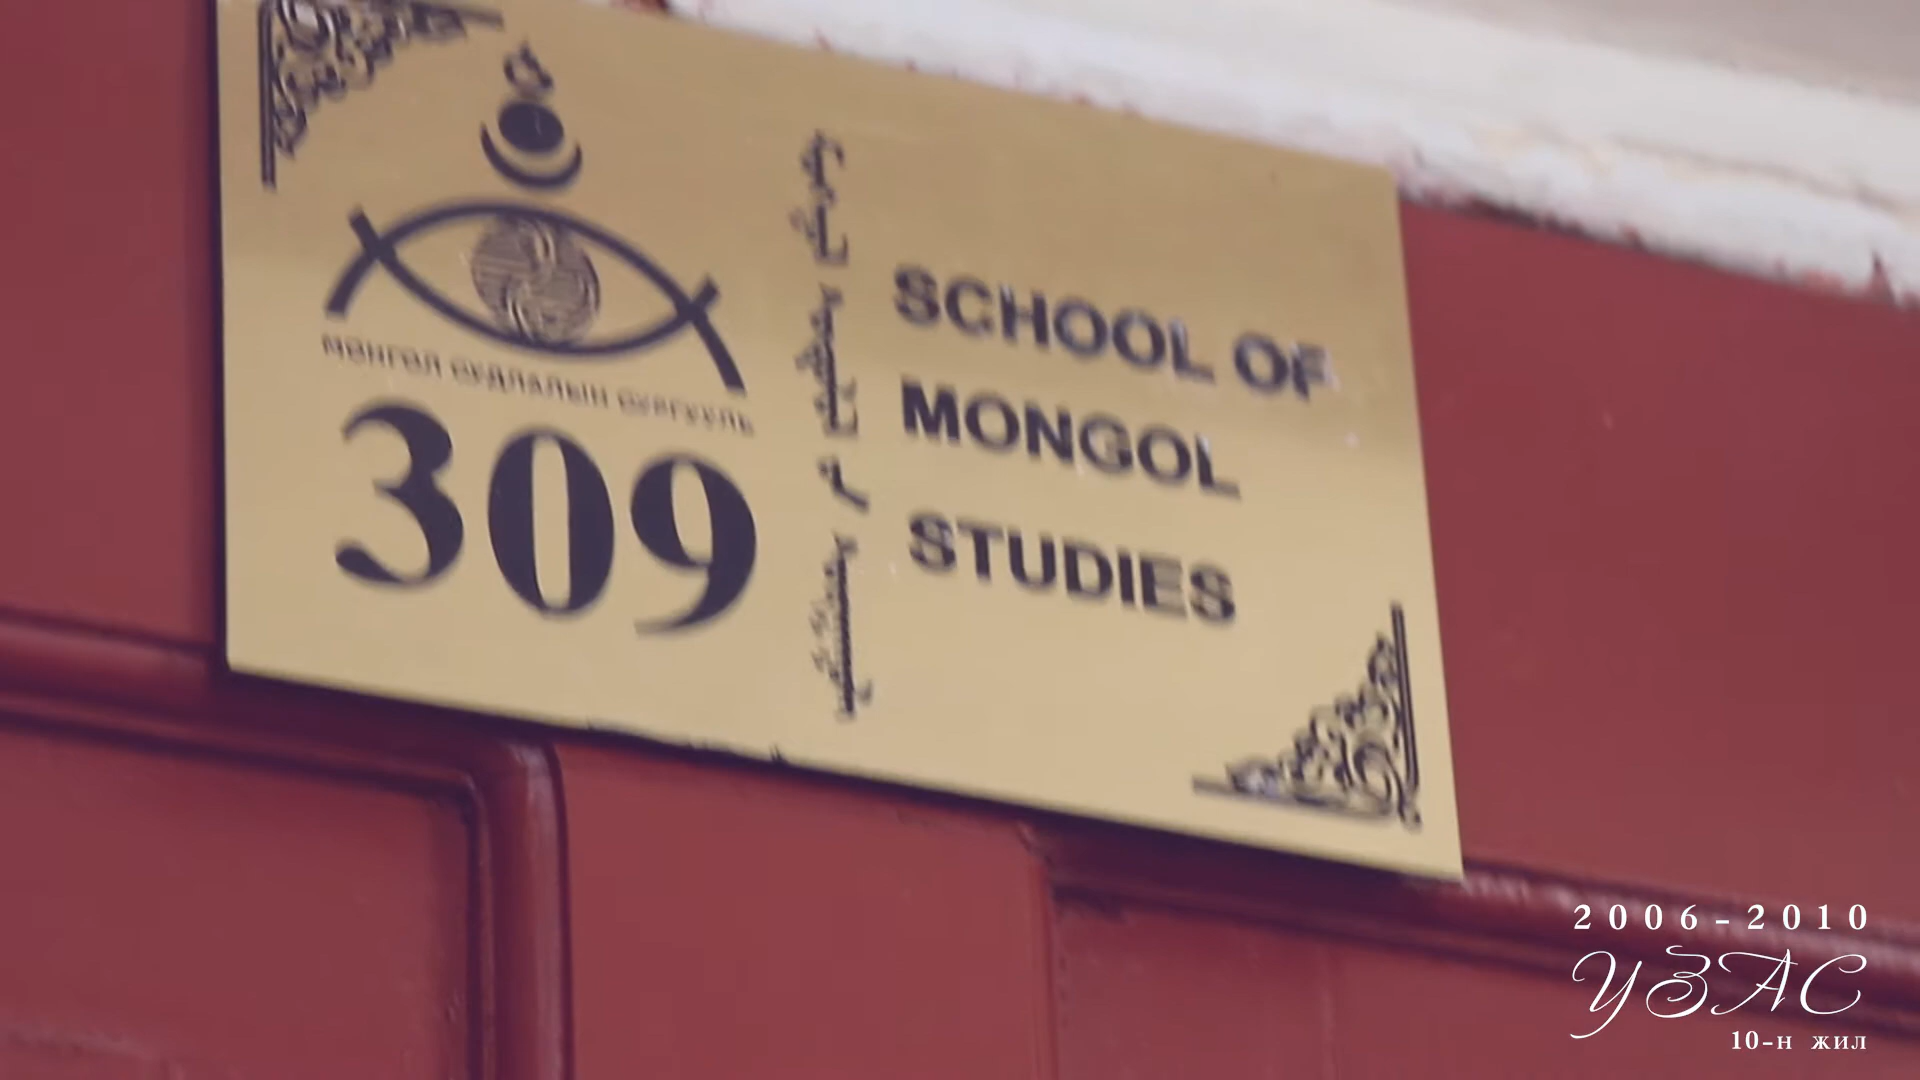 МОНГОЛ СУДЛАЛЫН СУРГУУЛЬ
309
SCHOOL OF
MONGOL
STUDIES
2006-2010
УЗАС
10-н жил